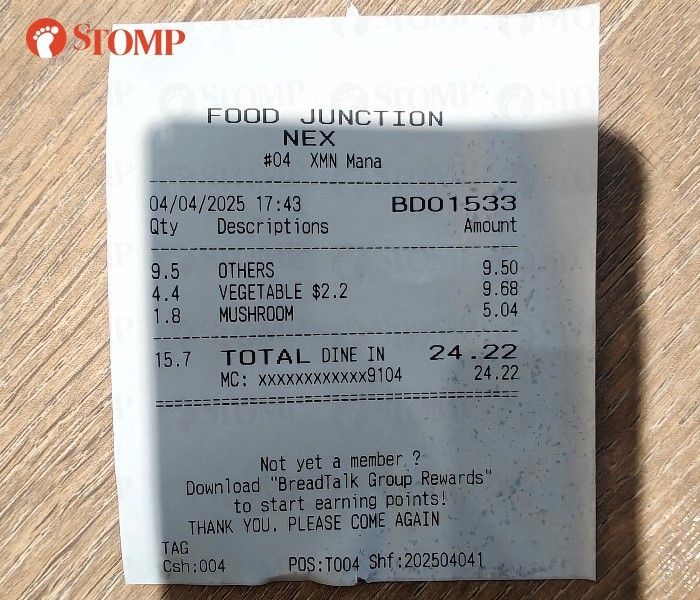 STOMP
FOOD JUNCTION
NEX
#04 XMN Mana
04/04/2025 17:43 BD01533
Qty Descriptions Amount
9.5 OTHERS 9.50
4.4 VEGETABLE $2.2 9.68
1.8 MUSHROOM 5.04
15.7 TOTAL DINE IN 24.22
MC: xxxxxxxxxxxx9104 24.22
Not yet a member ?
Download "BreadTalk Group Rewards"
to start earning points!
THANK YOU. PLEASE COME AGAIN
TAG
Csh:004 POS:T004 Shf:202504041